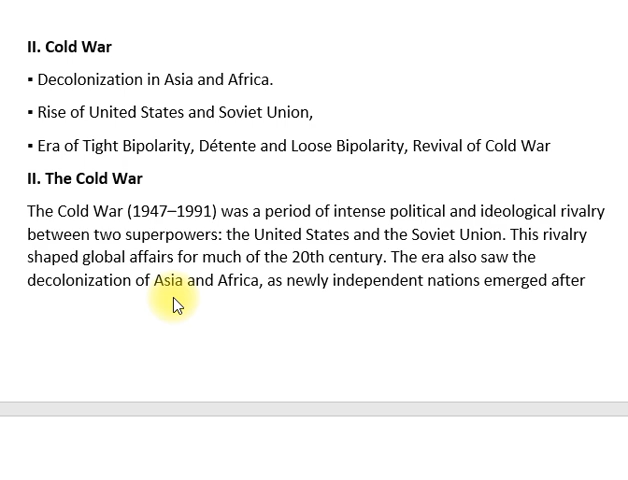 II. Cold War
▪ Decolonization in Asia and Africa.
▪ Rise of United States and Soviet Union,
▪ Era of Tight Bipolarity, Détente and Loose Bipolarity, Revival of Cold War
II. The Cold War
The Cold War (1947–1991) was a period of intense political and ideological rivalry
between two superpowers: the United States and the Soviet Union. This rivalry
shaped global affairs for much of the 20th century. The era also saw the
decolonization of Asia and Africa, as newly independent nations emerged after